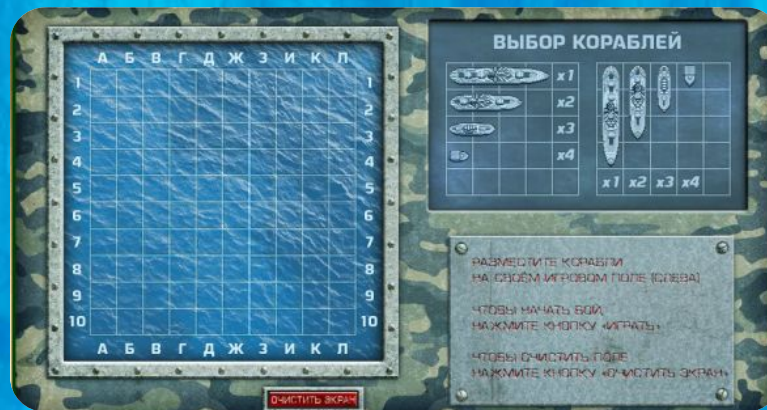 ВЫБОР КОРАБЛЕЙ
А Б В Г Д Ж З И К Л
1 1
2 2
3 3
4 4
5 5
6 6
7 7
8 8
9 9
10 10
А Б В Г Д Ж З И К Л
x1
x2
x3
x4
x1 x2 x3 x4
РАЗМЕСТИТЕ КОРАБЛИ
НА СВОЁМ ИГРОВОМ ПОЛЕ (СЛЕВА)
ЧТОБЫ НАЧАТЬ БОЙ,
НАЖМИТЕ КНОПКУ «ИГРАТЬ»
ЧТОБЫ ОЧИСТИТЬ ПОЛЕ
НАЖМИТЕ КНОПКУ «ОЧИСТИТЬ ЭКРАН»
ОЧИСТИТЬ ЭКРАН